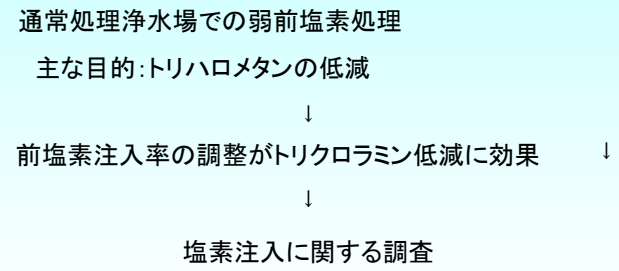 通常処理浄水場での弱前塩素処理
主な目的：トリハロメタンの低減
↓
前塩素注入率の調整がトリクロラミン低減に効果 ↓
↓
塩素注入に関する調査